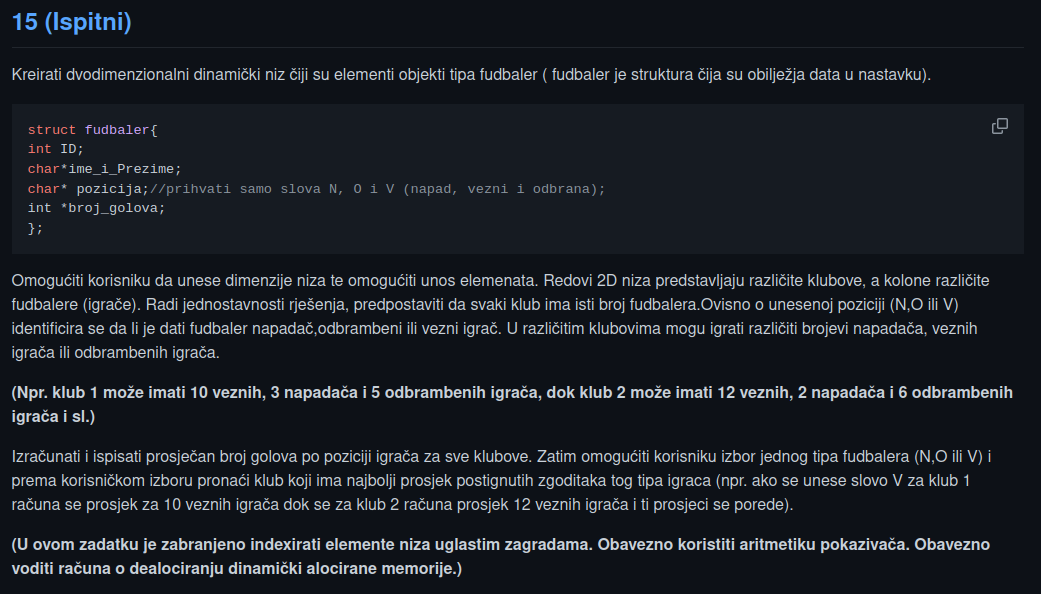 15 (Ispitni)
Kreirati dvodimenzionalni dinamički niz čiji su elementi objekti tipa fudbaler ( fudbaler je struktura čija su obilježja data u nastavku).
struct fudbaler{
int ID;
char*ime_i_Prezime;
char* pozicija;//prihvati samo slova N, O i V (napad, vezni i odbrana);
int *broj_golova;
};
Omogućiti korisniku da unese dimenzije niza te omogućiti unos elemenata. Redovi 2D niza predstavljaju različite klubove, a kolone različite
fudbalere (igrače). Radi jednostavnosti rješenja, predpostaviti da svaki klub ima isti broj fudbalera.Ovisno o unesenoj poziciji (N,O ili V)
identificira se da li je dati fudbaler napadač,odbrambeni ili vezni igrač. U različitim klubovima mogu igrati različiti brojevi napadača, veznih
igrača ili odbrambenih igrača.
(Npr. klub 1 može imati 10 veznih, 3 napadača i 5 odbrambenih igrača, dok klub 2 može imati 12 veznih, 2 napadača i 6 odbrambenih
igrača i sl.)
Izračunati i ispisati prosječan broj golova po poziciji igrača za sve klubove. Zatim omogućiti korisniku izbor jednog tipa fudbalera (N,O ili V) i
prema korisničkom izboru pronaći klub koji ima najbolji prosjek postignutih zgoditaka tog tipa igraca (npr. ako se unese slovo V za klub 1
računa se prosjek za 10 veznih igrača dok se za klub 2 računa prosjek 12 veznih igrača i ti prosjeci se porede).
(U ovom zadatku je zabranjeno indexirati elemente niza uglastim zagradama. Obavezno koristiti aritmetiku pokazivača. Obavezno
voditi računa o dealociranju dinamički alocirane memorije.)